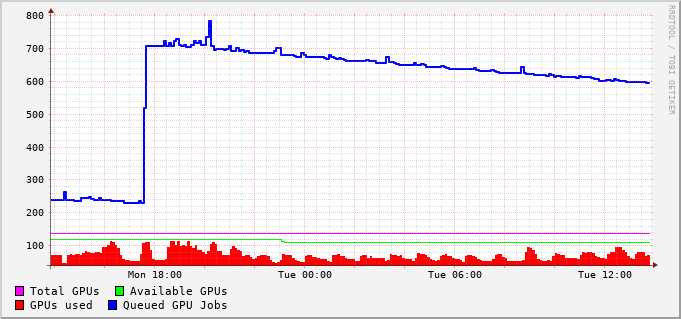 800
700
600
500
400
300
200
100
Mon 18:00 Tue 00:00 Tue 06:00 Tue 12:00
Total GPUs Available GPUs
GPUs used Queued GPU Jobs
RRDTOOL / TOBI OETIKER